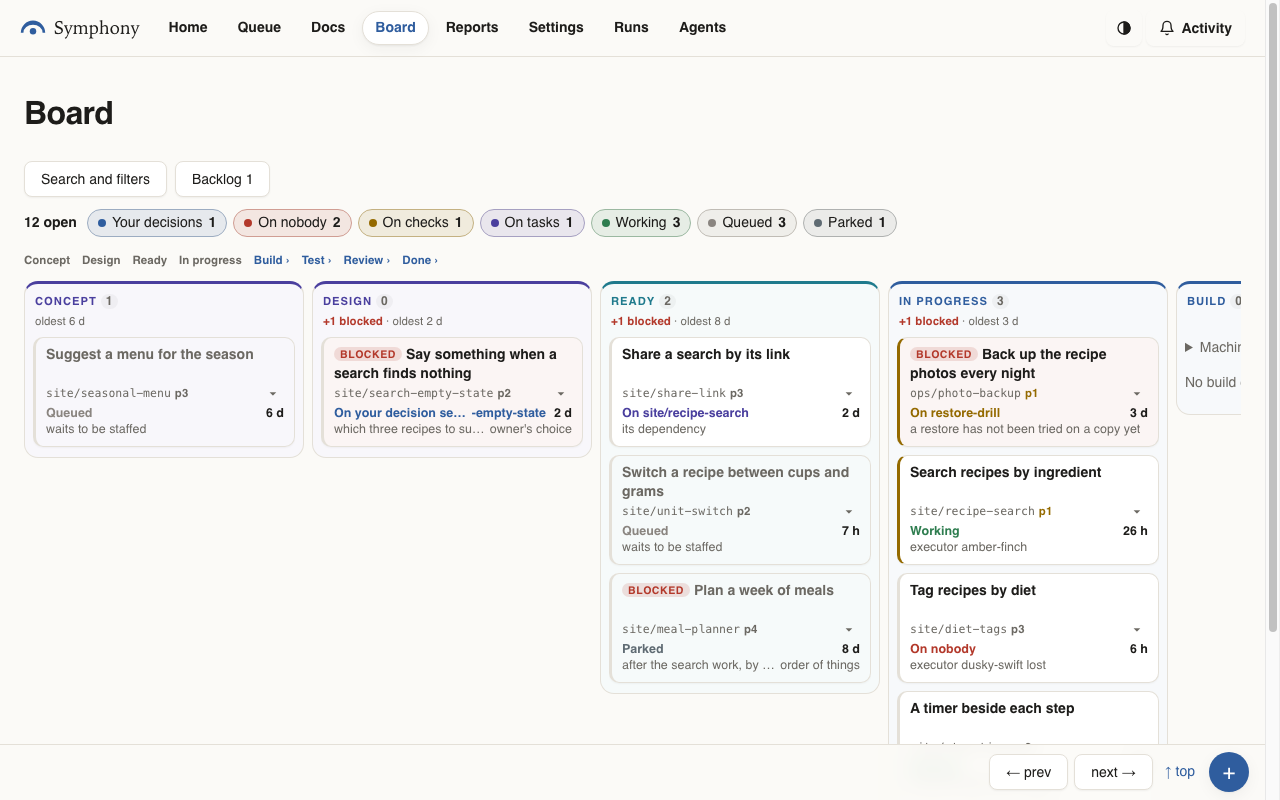 Symphony Home Queue Docs Board Reports Settings Runs Agents Activity
Board
Search and filters Backlog 1
12 open Your decisions 1 On nobody 2 On checks 1 On tasks 1 Working 3 Queued 3 Parked 1
Concept Design Ready In progress Build › Test › Review › Done ›
CONCEPT 1
oldest 6 d
Suggest a menu for the season
site/seasonal-menu p3
Queued 6 d
waits to be staffed
DESIGN 0
+1 blocked · oldest 2 d
BLOCKED Say something when a
search finds nothing
site/search-empty-state p2
On your decision se… -empty-state 2 d
which three recipes to su… owner's choice
READY 2
+1 blocked · oldest 8 d
Share a search by its link
site/share-link p3
On site/recipe-search 2 d
its dependency
Switch a recipe between cups and
grams
site/unit-switch p2
Queued 7 h
waits to be staffed
BLOCKED Plan a week of meals
site/meal-planner p4
Parked 8 d
after the search work, by … order of things
IN PROGRESS 3
+1 blocked · oldest 3 d
BLOCKED Back up the recipe
photos every night
ops/photo-backup p1
On restore-drill 3 d
a restore has not been tried on a copy yet
Search recipes by ingredient
site/recipe-search p1
Working 26 h
executor amber-finch
Tag recipes by diet
site/diet-tags p3
On nobody 6 h
executor dusky-swift lost
A timer beside each step
BUILD 0
No build
← prev next → ↑ top +